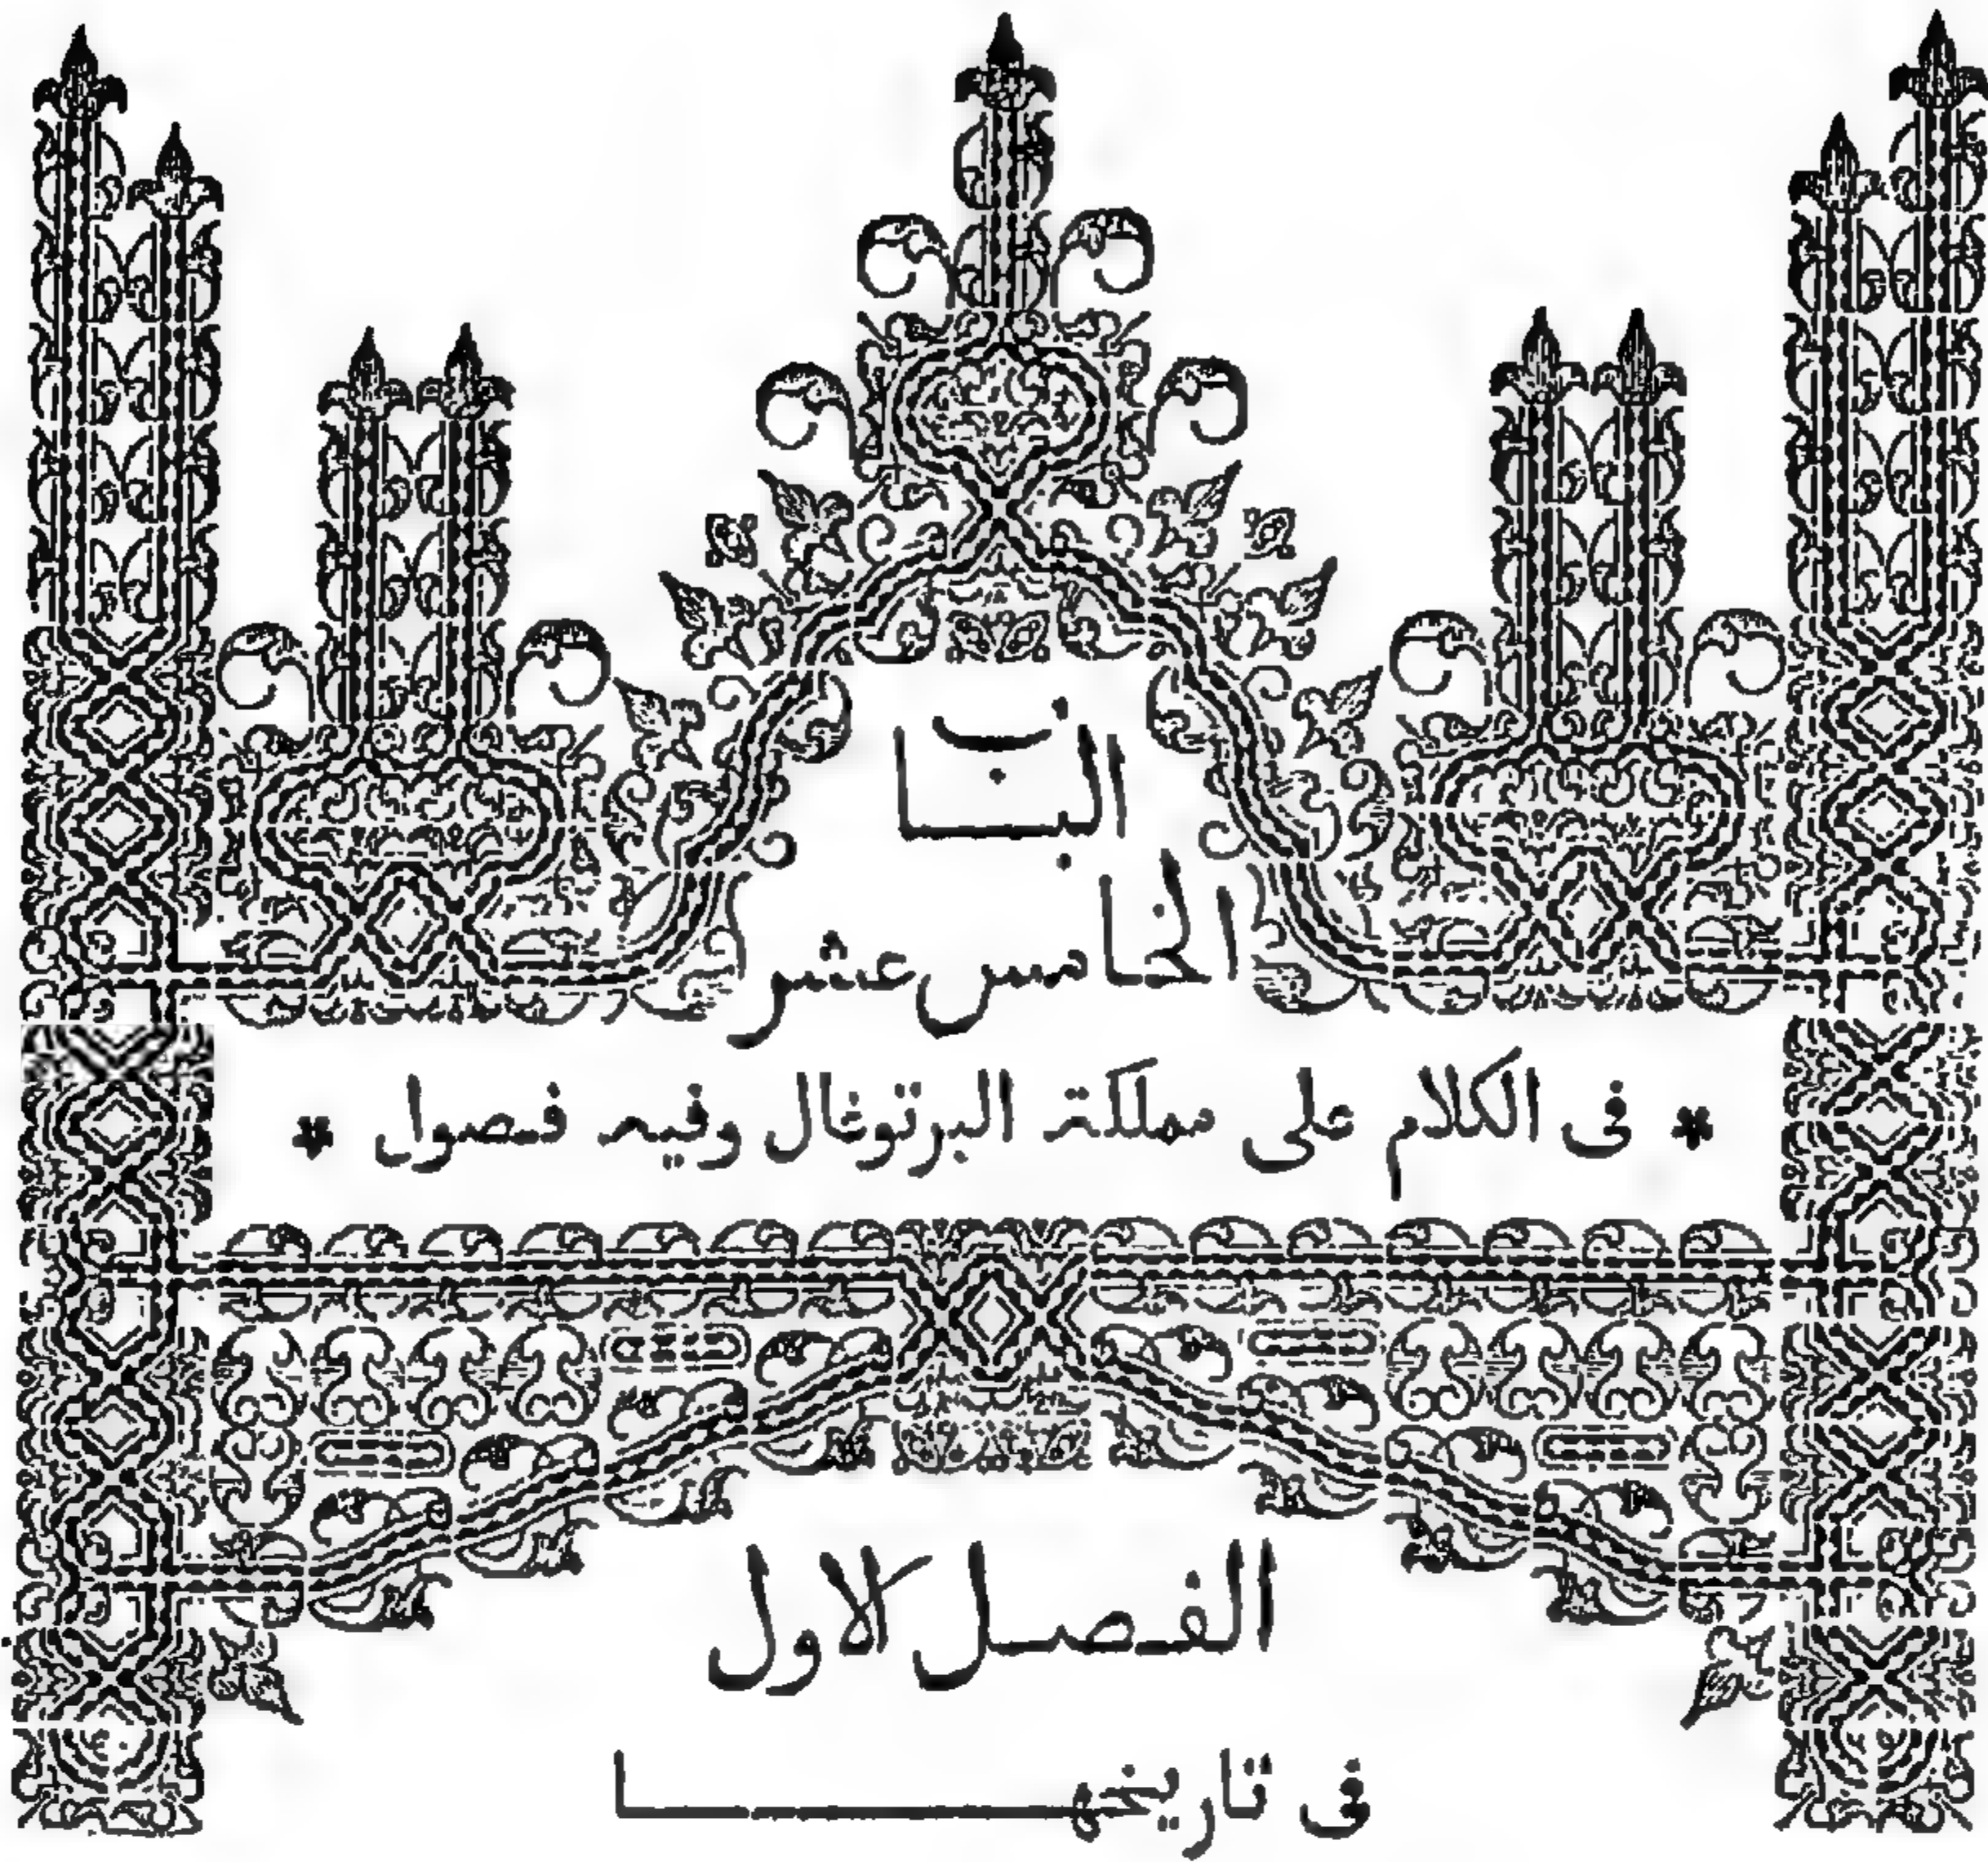 الباب
الخامس عشر
* فى الكلام على مملكة البرتوغال وفيه فصول *
الفصل الاول
فى تاريخها